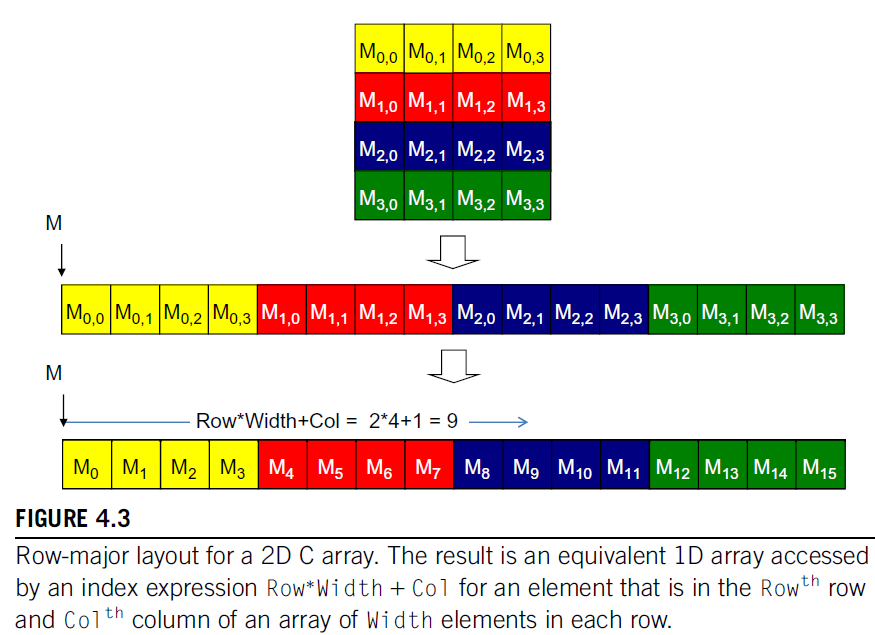 M0,0 M0,1 M0,2 M0,3
M1,0 M1,1 M1,2 M1,3
M2,0 M2,1 M2,2 M2,3
M3,0 M3,1 M3,2 M3,3
M
M0,0 M0,1 M0,2 M0,3 M1,0 M1,1 M1,2 M1,3 M2,0 M2,1 M2,2 M2,3 M3,0 M3,1 M3,2 M3,3
M
Row*Width+Col = 2*4+1 = 9
M0 M1 M2 M3 M4 M5 M6 M7 M8 M9 M10 M11 M12 M13 M14 M15
FIGURE 4.3
Row-major layout for a 2D C array. The result is an equivalent 1D array accessed
by an index expression Row*Width + Col for an element that is in the Rowth row
and Colth column of an array of Width elements in each row.